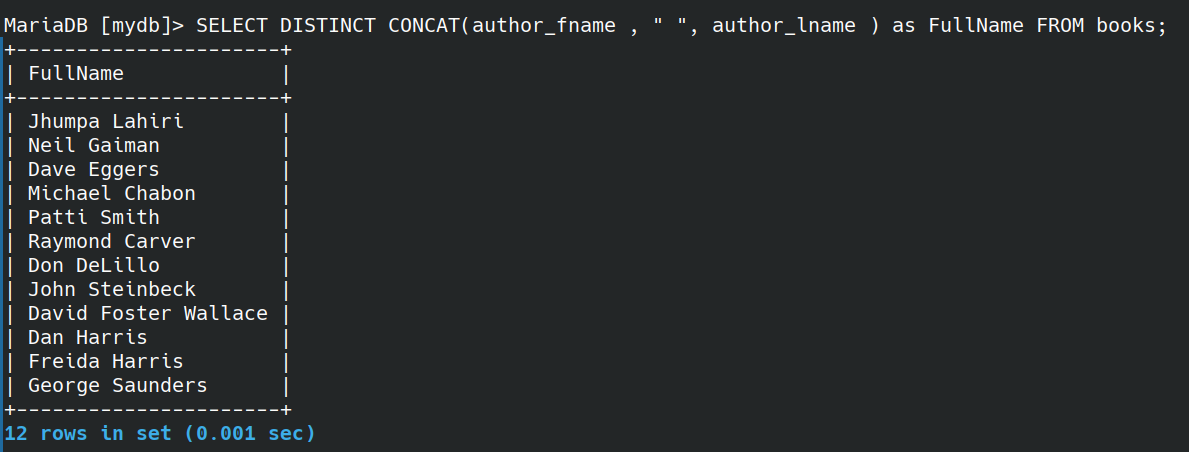 MariaDB [mydb]> SELECT DISTINCT CONCAT(author_fname , " ", author_lname ) as FullName FROM books;
+----------------------+
| FullName             |
+----------------------+
| Jhumpa Lahiri        |
| Neil Gaiman          |
| Dave Eggers          |
| Michael Chabon       |
| Patti Smith          |
| Raymond Carver       |
| Don DeLillo          |
| John Steinbeck       |
| David Foster Wallace |
| Dan Harris           |
| Freida Harris        |
| George Saunders      |
+----------------------+
12 rows in set (0.001 sec)